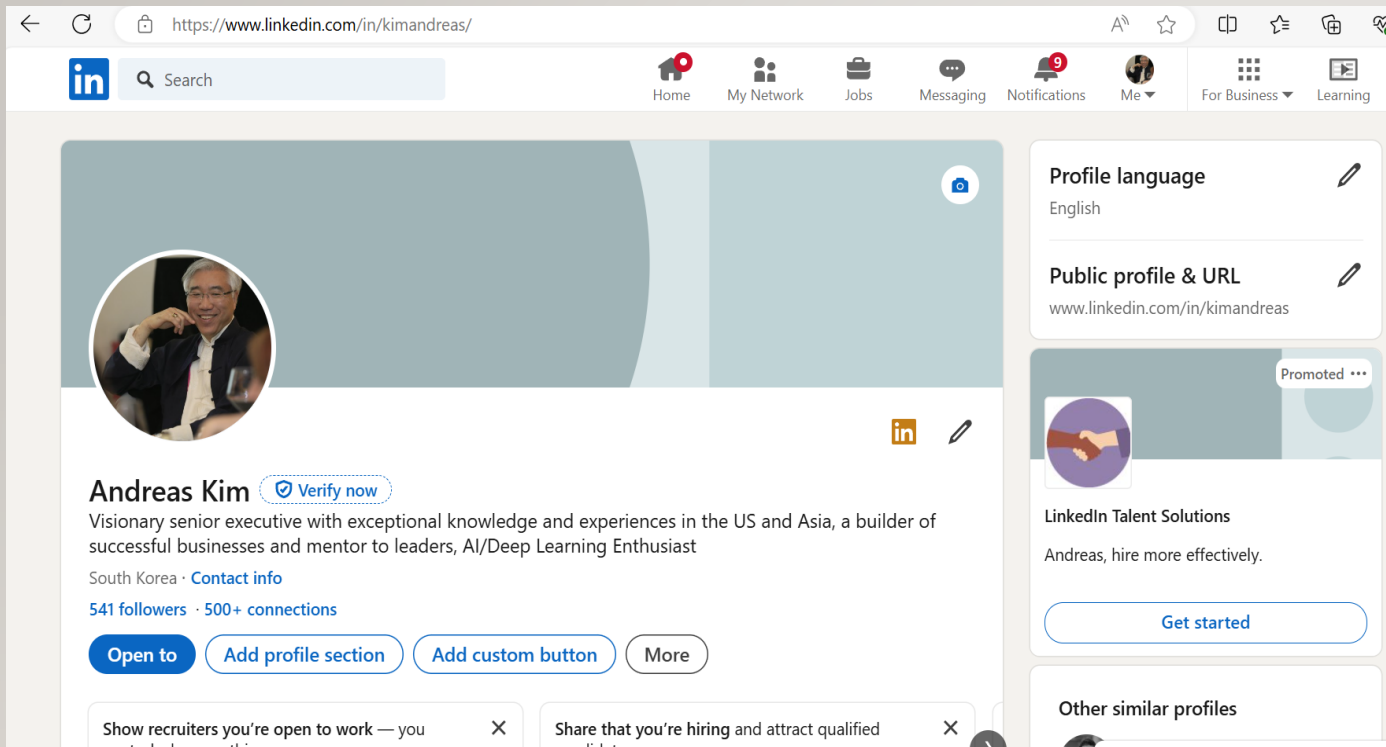 https://www.linkedin.com/in/kimandreas/
in
Search
Home
My Network
Jobs
Messaging
9
Notifications
Me
For Business
Learning
Profile language
English
Public profile & URL
www.linkedin.com/in/kimandreas
Promoted
in
Andreas Kim
Verify now
Visionary senior executive with exceptional knowledge and experiences in the US and Asia, a builder of
successful businesses and mentor to leaders, AI/Deep Learning Enthusiast
South Korea · Contact info
541 followers · 500+ connections
Open to
Add profile section
Add custom button
More
Show recruiters you're open to work — you
Share that you're hiring and attract qualified
LinkedIn Talent Solutions
Andreas, hire more effectively.
Get started
Other similar profiles